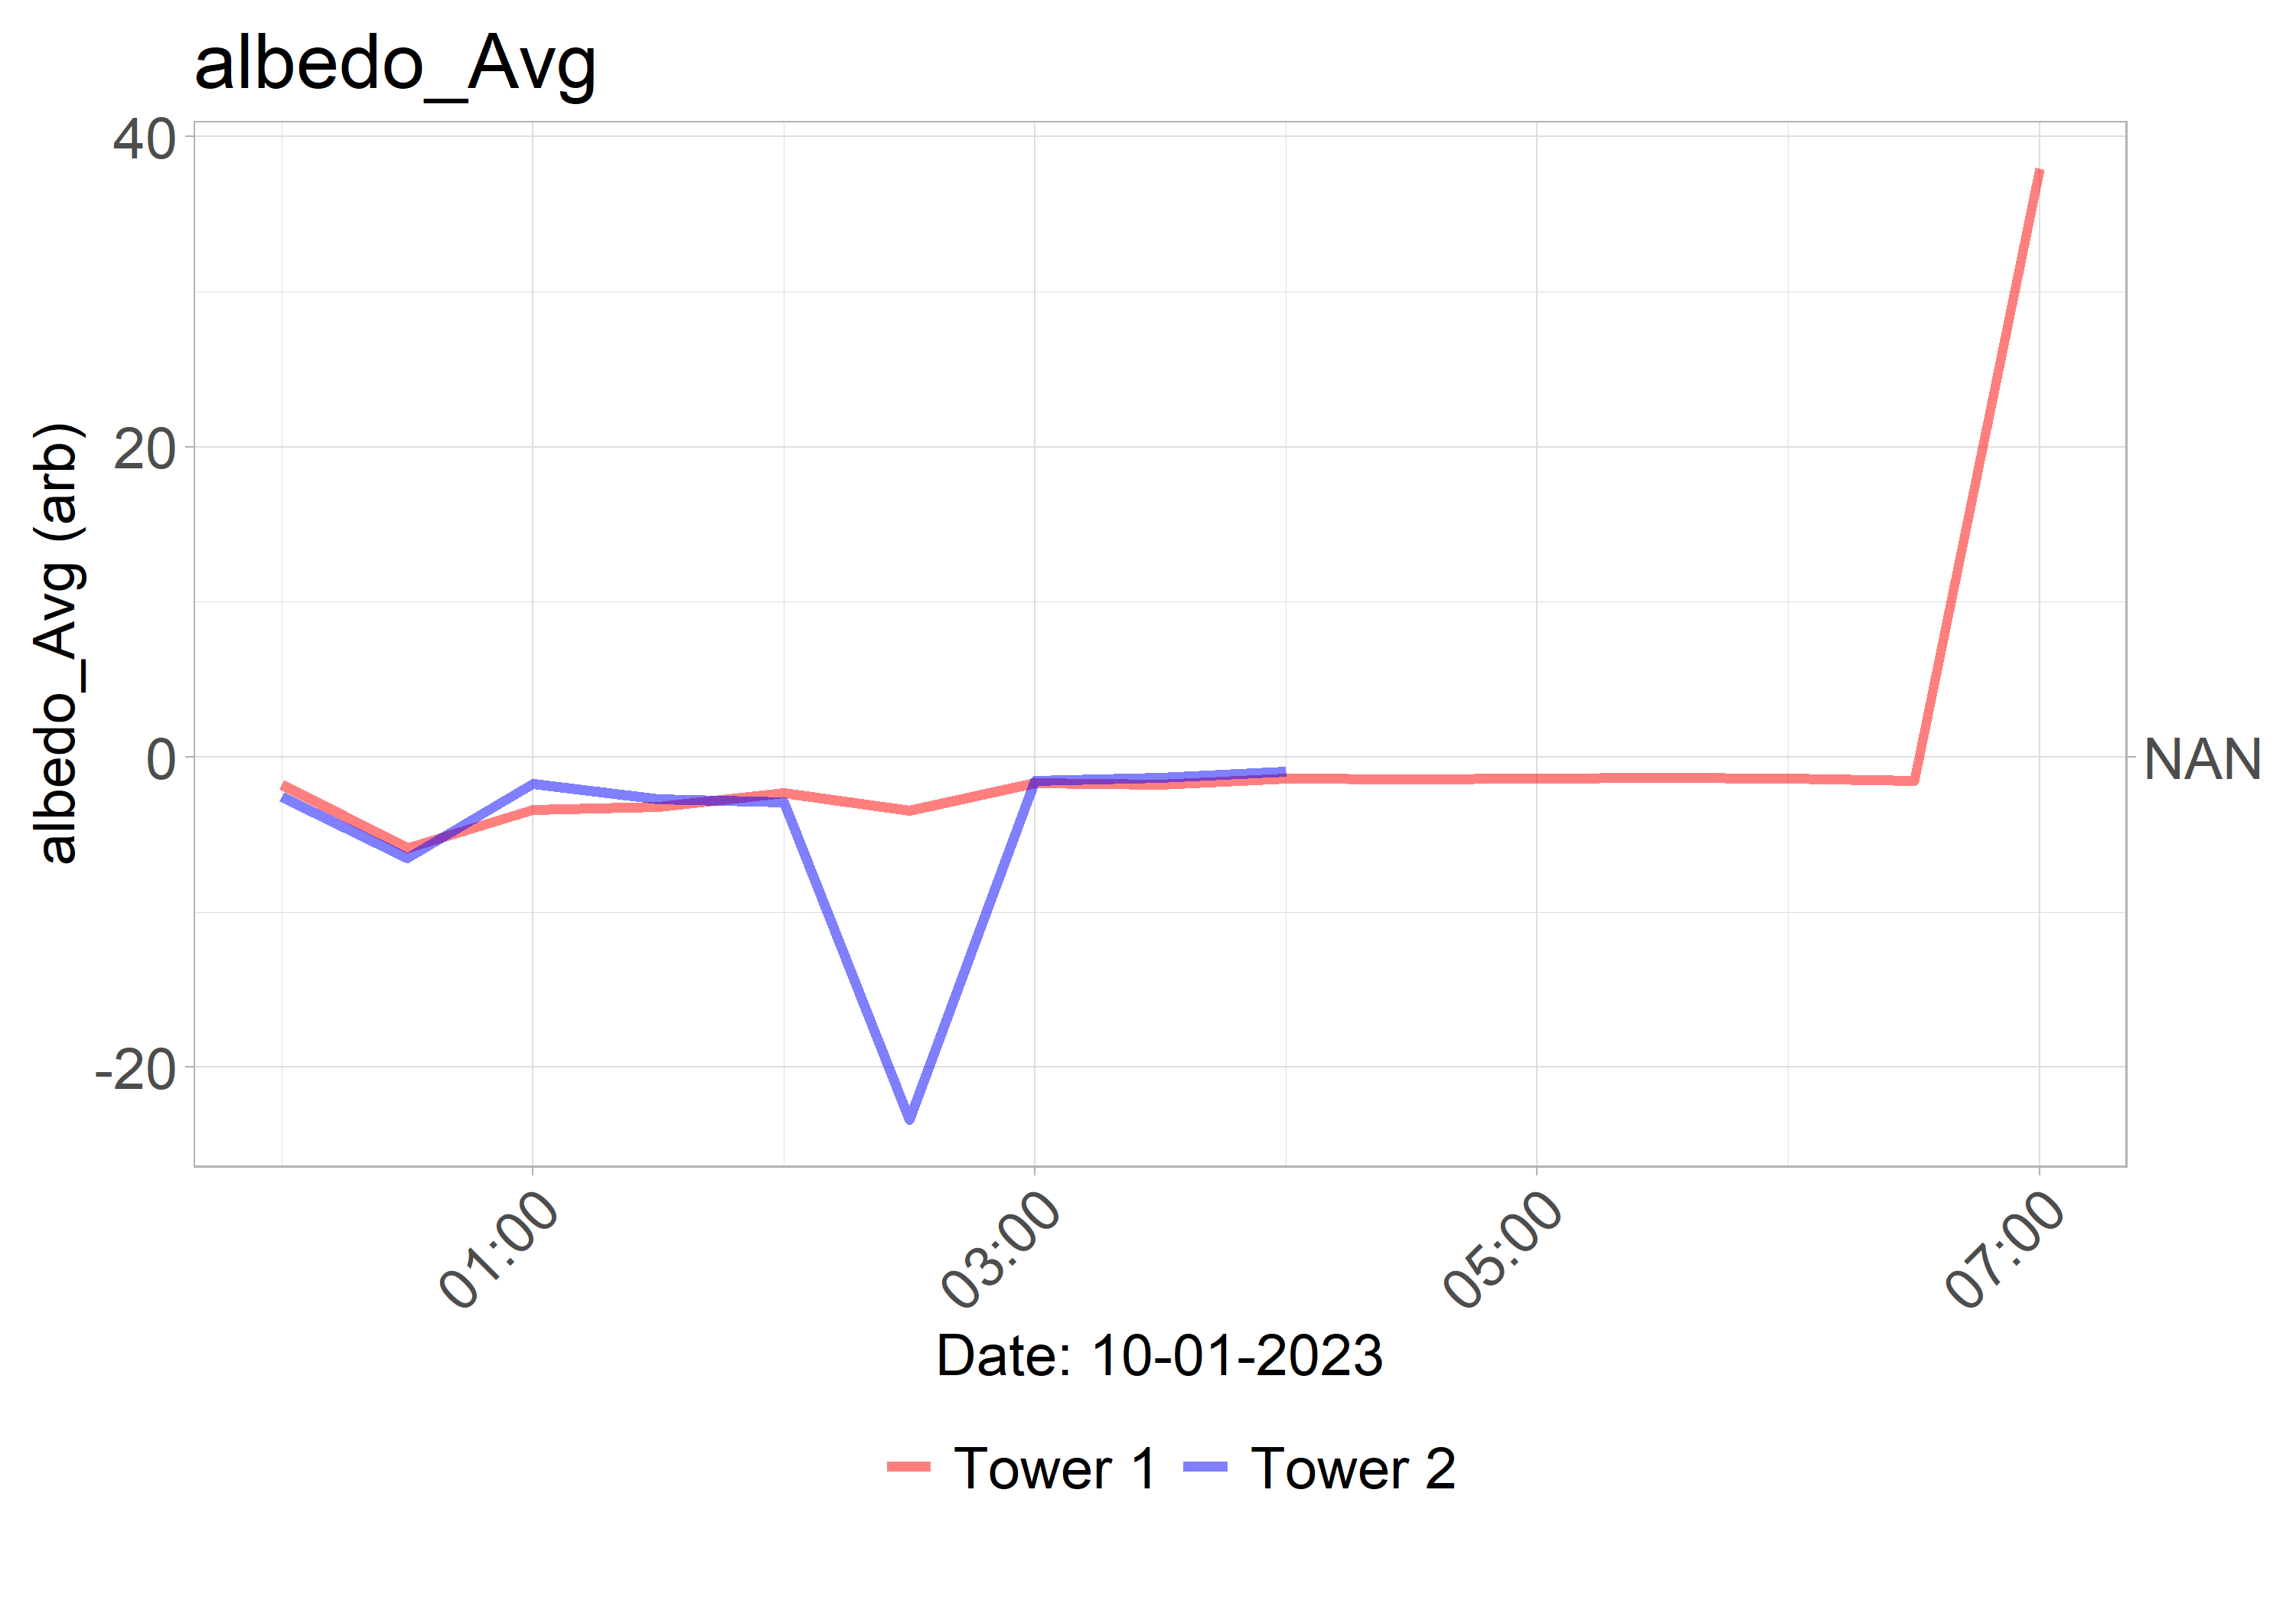 albedo_Avg
albedo_Avg (arb)
40
20
0
-20
NAN
01:00
03:00
05:00
07:00
Date: 10-01-2023
Tower 1
Tower 2